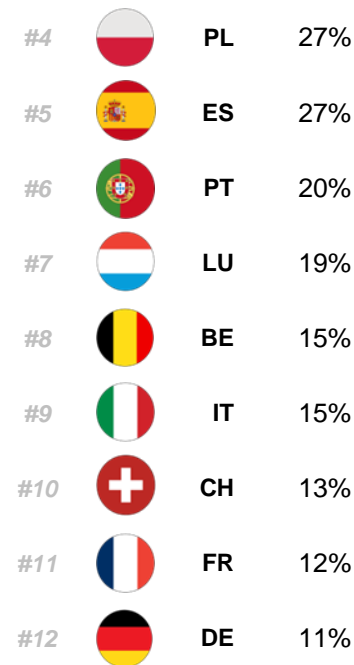 #4 PL 27%
#5 ES 27%
#6 PT 20%
#7 LU 19%
#8 BE 15%
#9 IT 15%
#10 CH 13%
#11 FR 12%
#12 DE 11%